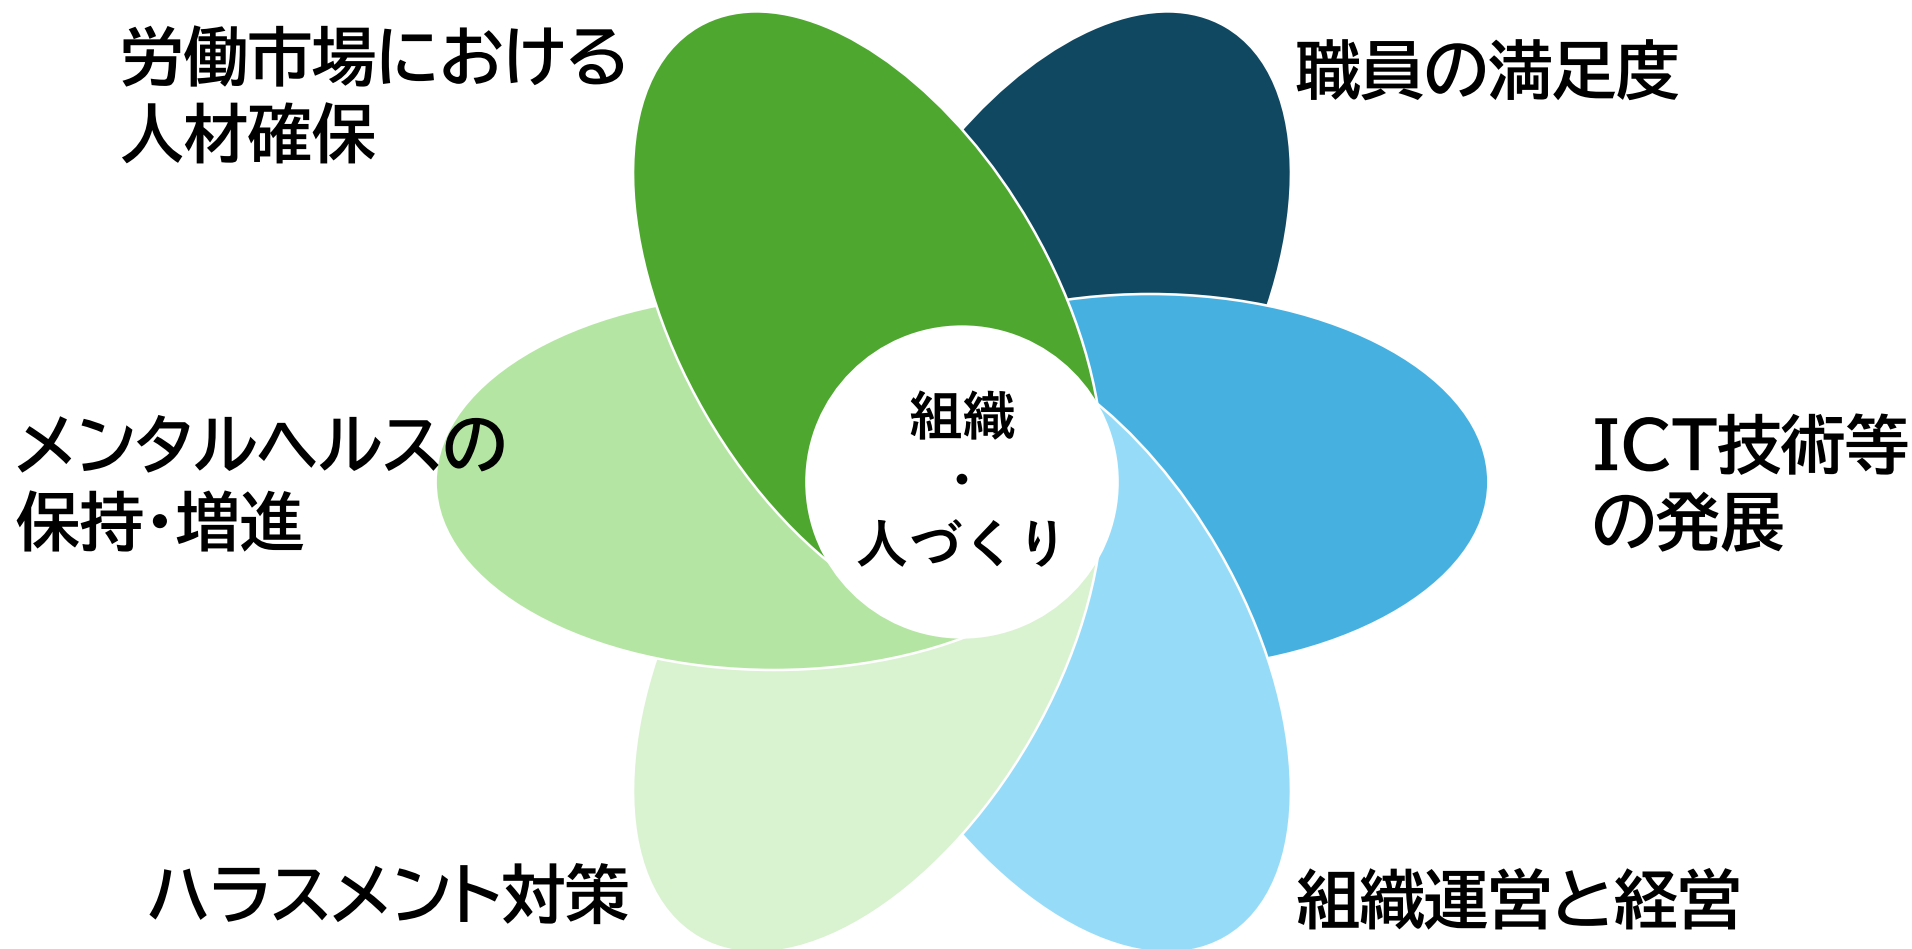 労働市場における
人材確保
職員の満足度
メンタルヘルスの
保持・増進
組織
・
人づくり
ICT技術等
の発展
ハラスメント対策
組織運営と経営